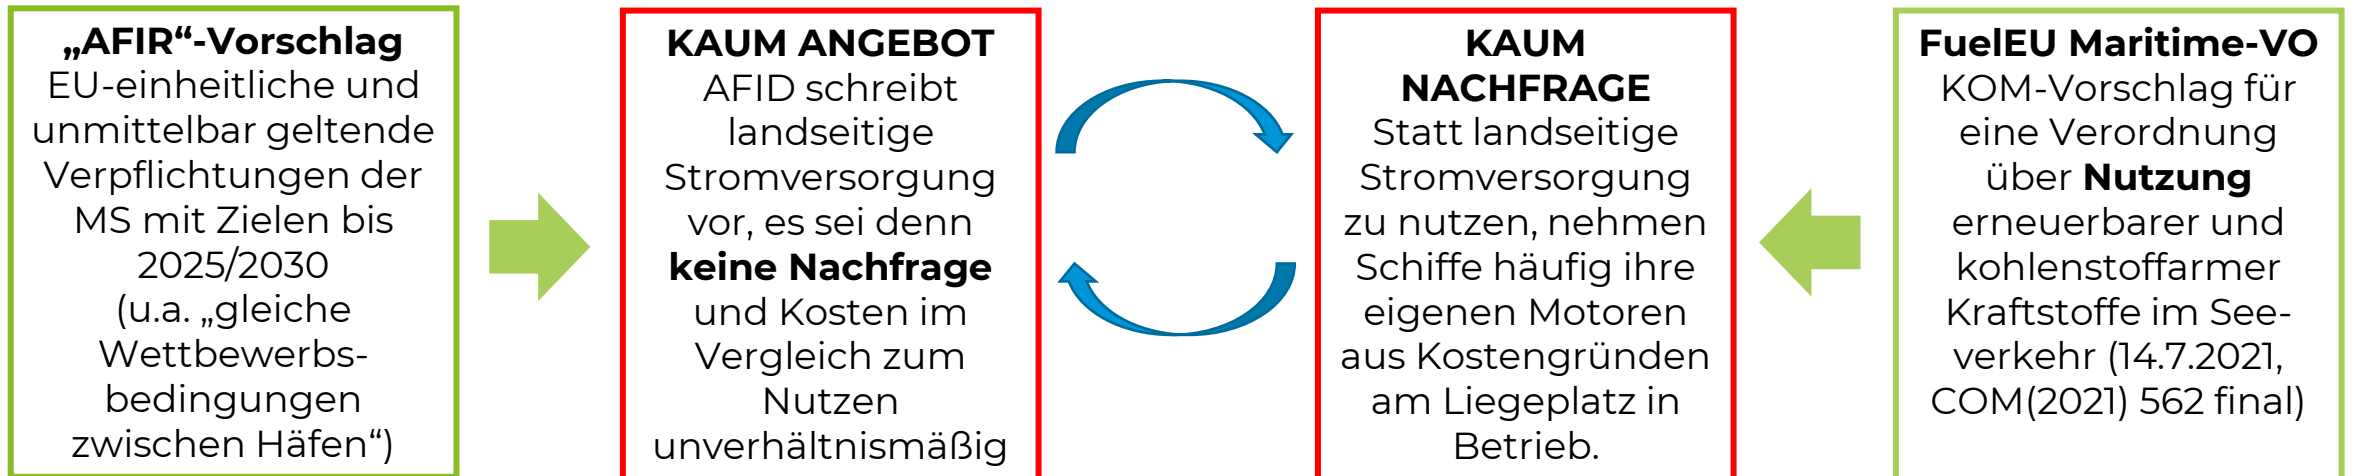 „AFIR“-Vorschlag
EU-einheitliche und
unmittelbar geltende
Verpflichtungen der
MS mit Zielen bis
2025/2030
(u.a. „gleiche
Wettbewerbs-
bedingungen
zwischen Häfen“)
KAUM ANGEBOT
AFID schreibt
landseitige
Stromversorgung
vor, es sei denn
keine Nachfrage
und Kosten im
Vergleich zum
Nutzen
unverhältnismäßig
KAUM
NACHFRAGE
Statt landseitige
Stromversorgung
zu nutzen, nehmen
Schiffe häufig ihre
eigenen Motoren
aus Kostengründen
am Liegeplatz in
Betrieb.
FuelEU Maritime-VO
KOM-Vorschlag für
eine Verordnung
über Nutzung
erneuerbarer und
kohlenstoffarmer
Kraftstoffe im See-
verkehr (14.7.2021,
COM(2021) 562 final)